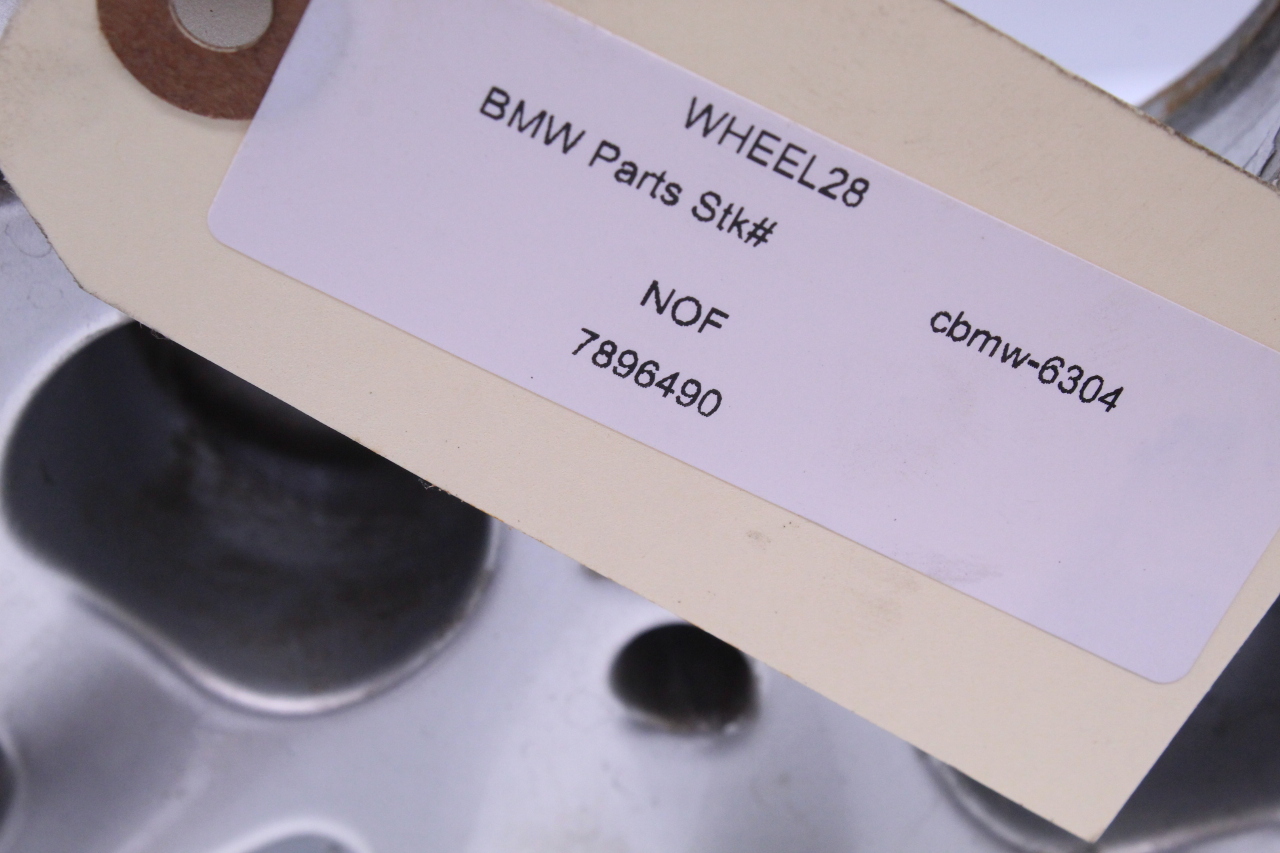 WHEEL28
BMW Parts Stk#
NOF
cbmw-6304
7896490